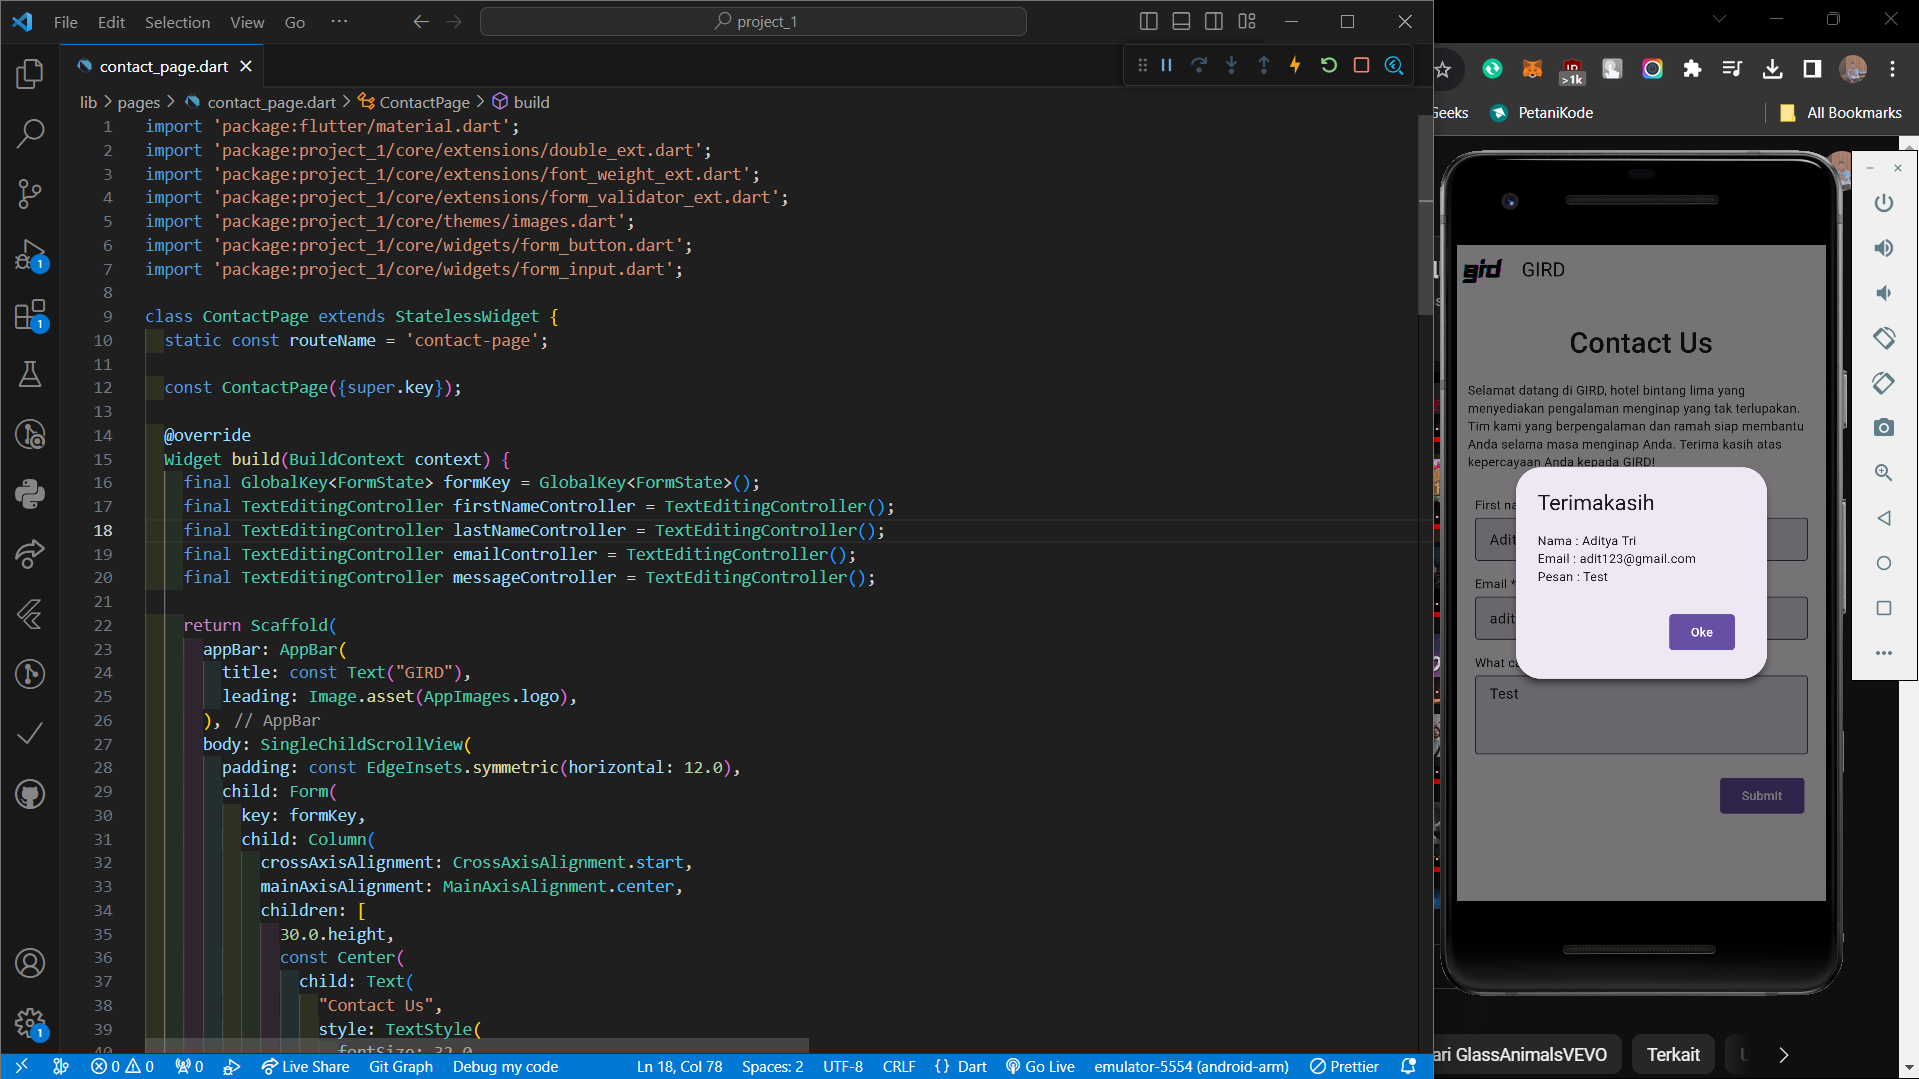 File Edit Selection View Go ···
project_1
contact_page.dart
lib > pages > contact_page.dart > ContactPage > build
1 import 'package:flutter/material.dart';
2 import 'package:project_1/core/extensions/double_ext.dart';
3 import 'package:project_1/core/extensions/font_weight_ext.dart';
4 import 'package:project_1/core/extensions/form_validator_ext.dart';
5 import 'package:project_1/core/themes/images.dart';
6 import 'package:project_1/core/widgets/form_button.dart';
7 import 'package:project_1/core/widgets/form_input.dart';
8
9 class ContactPage extends StatelessWidget {
10 static const routeName = 'contact-page';
11
12 const ContactPage({super.key});
13
14 @override
15 Widget build(BuildContext context) {
16 final GlobalKey<FormState> formKey = GlobalKey<FormState>();
17 final TextEditingController firstNameController = TextEditingController();
18 final TextEditingController lastNameController = TextEditingController();
19 final TextEditingController emailController = TextEditingController();
20 final TextEditingController messageController = TextEditingController();
21
22 return Scaffold(
23 appBar: AppBar(
24 title: const Text("GIRD"),
25 leading: Image.asset(AppImages.logo),
26 ), // AppBar
27 body: SingleChildScrollView(
28 padding: const EdgeInsets.symmetric(horizontal: 12.0),
29 child: Form(
30 key: formKey,
31 child: Column(
32 crossAxisAlignment: CrossAxisAlignment.start,
33 mainAxisAlignment: MainAxisAlignment.center,
34 children: [
35 30.0.height,
36 const Center(
37 child: Text(
38 "Contact Us",
39 style: TextStyle(
40 fontSize: 32.0
1
1
1
0 0 0 Live Share Git Graph Debug my code Ln 18, Col 78 Spaces: 2 UTF-8 CRLF {} Dart Go Live emulator-5554 (android-arm) Prettier
>1k
Geeks PetaniKode All Bookmarks
gird GIRD
Contact Us
Selamat datang di GIRD, hotel bintang lima yang
menyediakan pengalaman menginap yang tak terlupakan.
Tim kami yang berpengalaman dan ramah siap membantu
Anda selama masa menginap Anda. Terima kasih atas
kepercayaan Anda kepada GIRD!
First na
Adit
Email *
adit
What ca
Test
Submit
Terimakasih
Nama : Aditya Tri
Email : adit123@gmail.com
Pesan : Test
Oke
ari GlassAnimalsVEVO Terkait